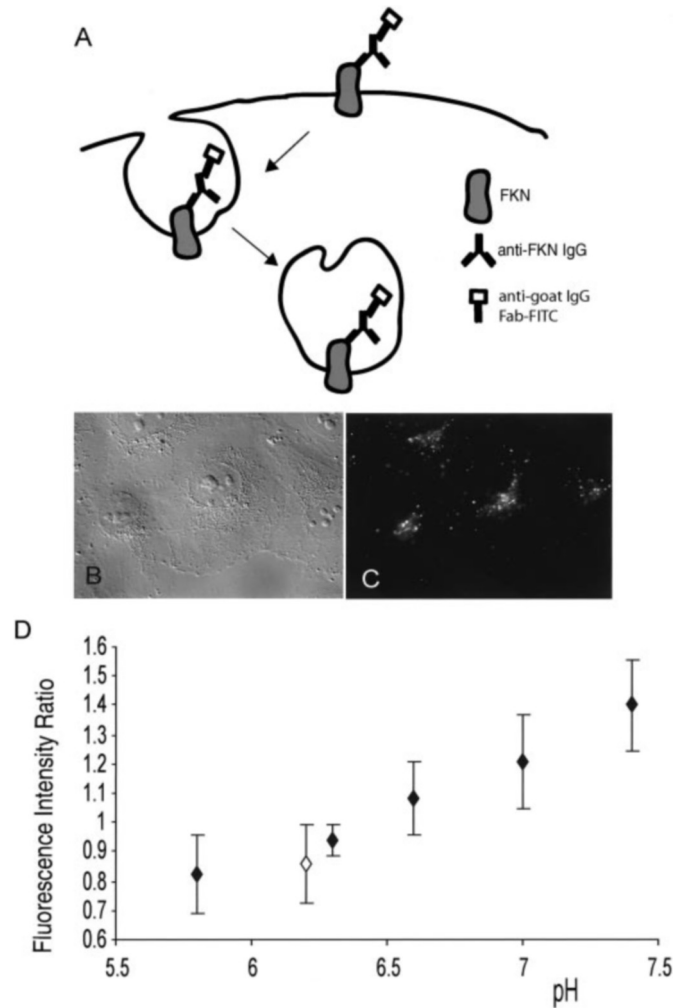 A
FKN
anti-FKN IgG
anti-goat IgG
Fab-FITC
B
C
D
Fluorescence Intensity Ratio
1.6
1.5
1.4
1.3
1.2
1.1
1
0.9
0.8
0.7
0.6
5.5
6
6.5
7
7.5
pH